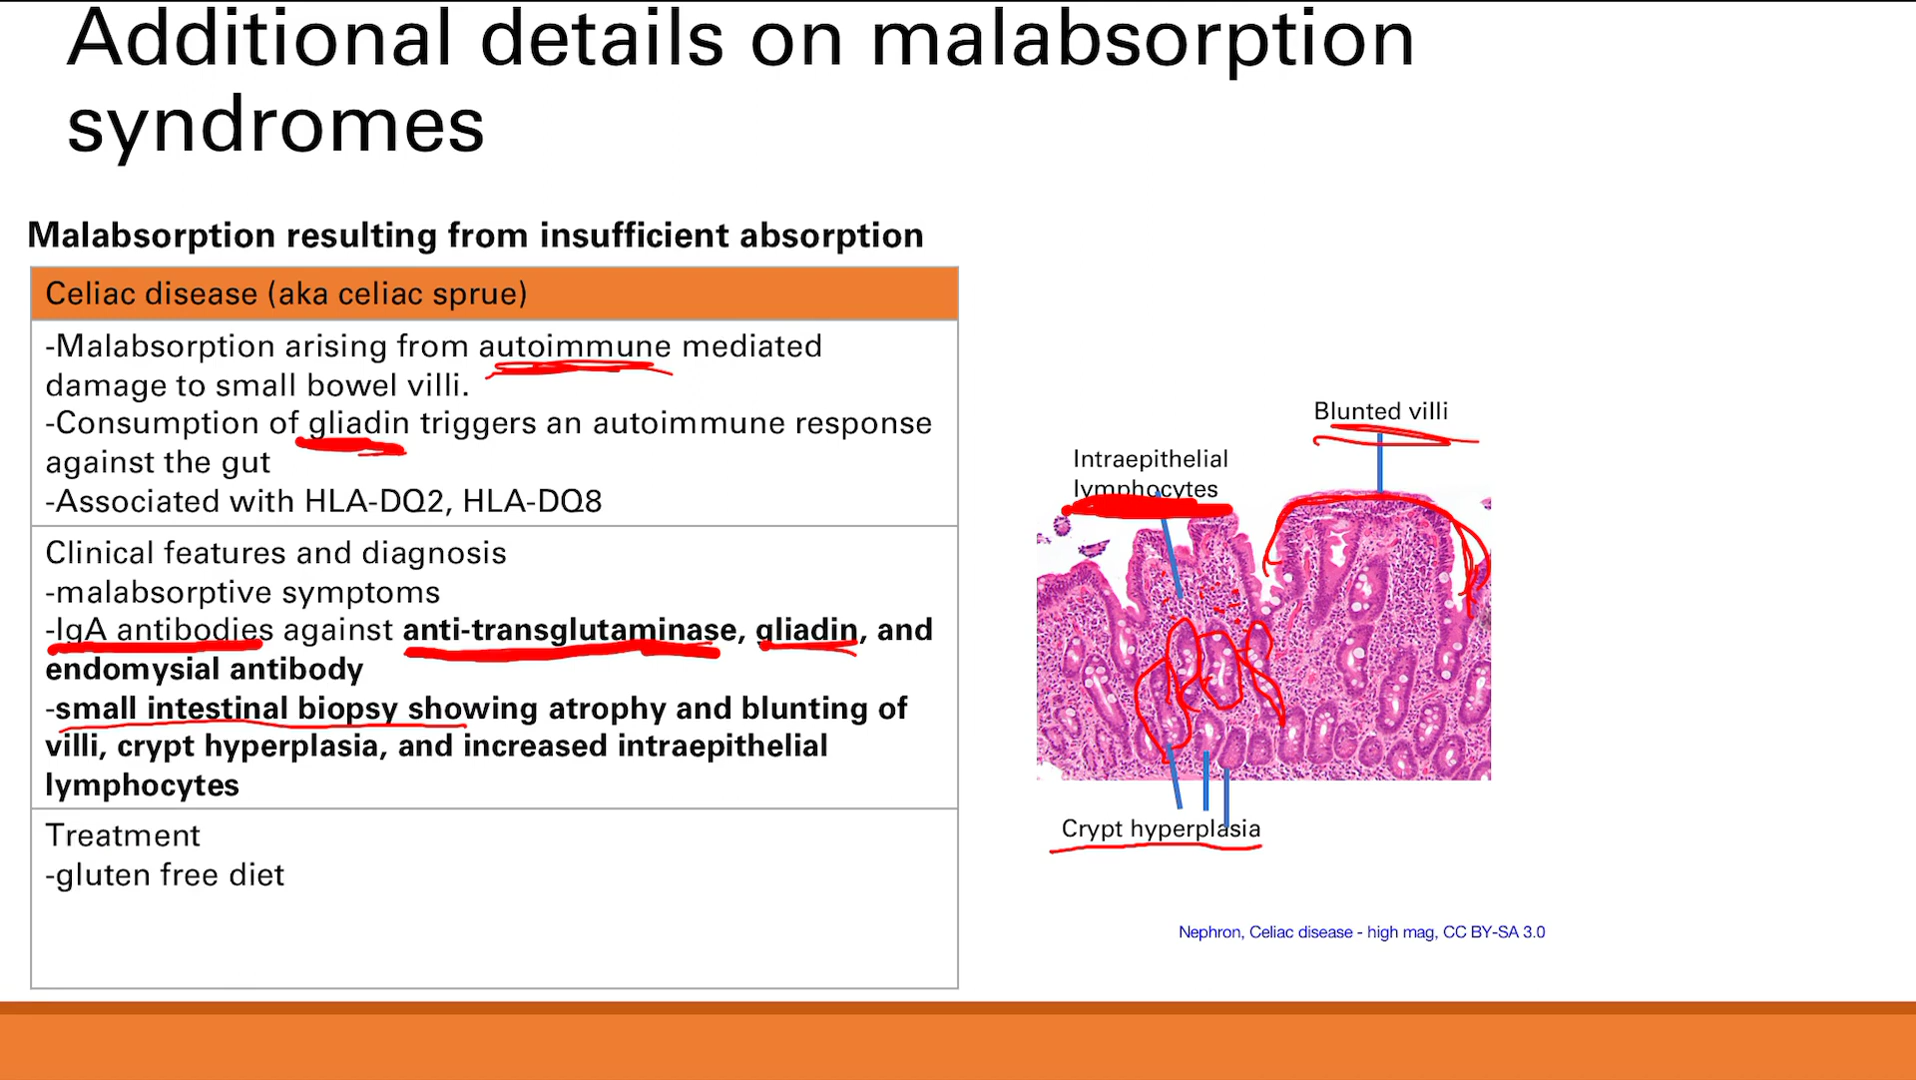 Additional details on malabsorption
syndromes
Malabsorption resulting from insufficient absorption
Celiac disease (aka celiac sprue)
-Malabsorption arising from autoimmune mediated
damage to small bowel villi.
-Consumption of gliadin triggers an autoimmune response
against the gut
-Associated with HLA-DQ2, HLA-DQ8
Clinical features and diagnosis
-malabsorptive symptoms
-IgA antibodies against anti-transglutaminase, gliadin, and
endomysial antibody
-small intestinal biopsy showing atrophy and blunting of
villi, crypt hyperplasia, and increased intraepithelial
lymphocytes
Treatment
-gluten free diet
Blunted villi
Intraepithelial
lymphocytes
Crypt hyperplasia
Nephron, Celiac disease - high mag, CC BY-SA 3.0